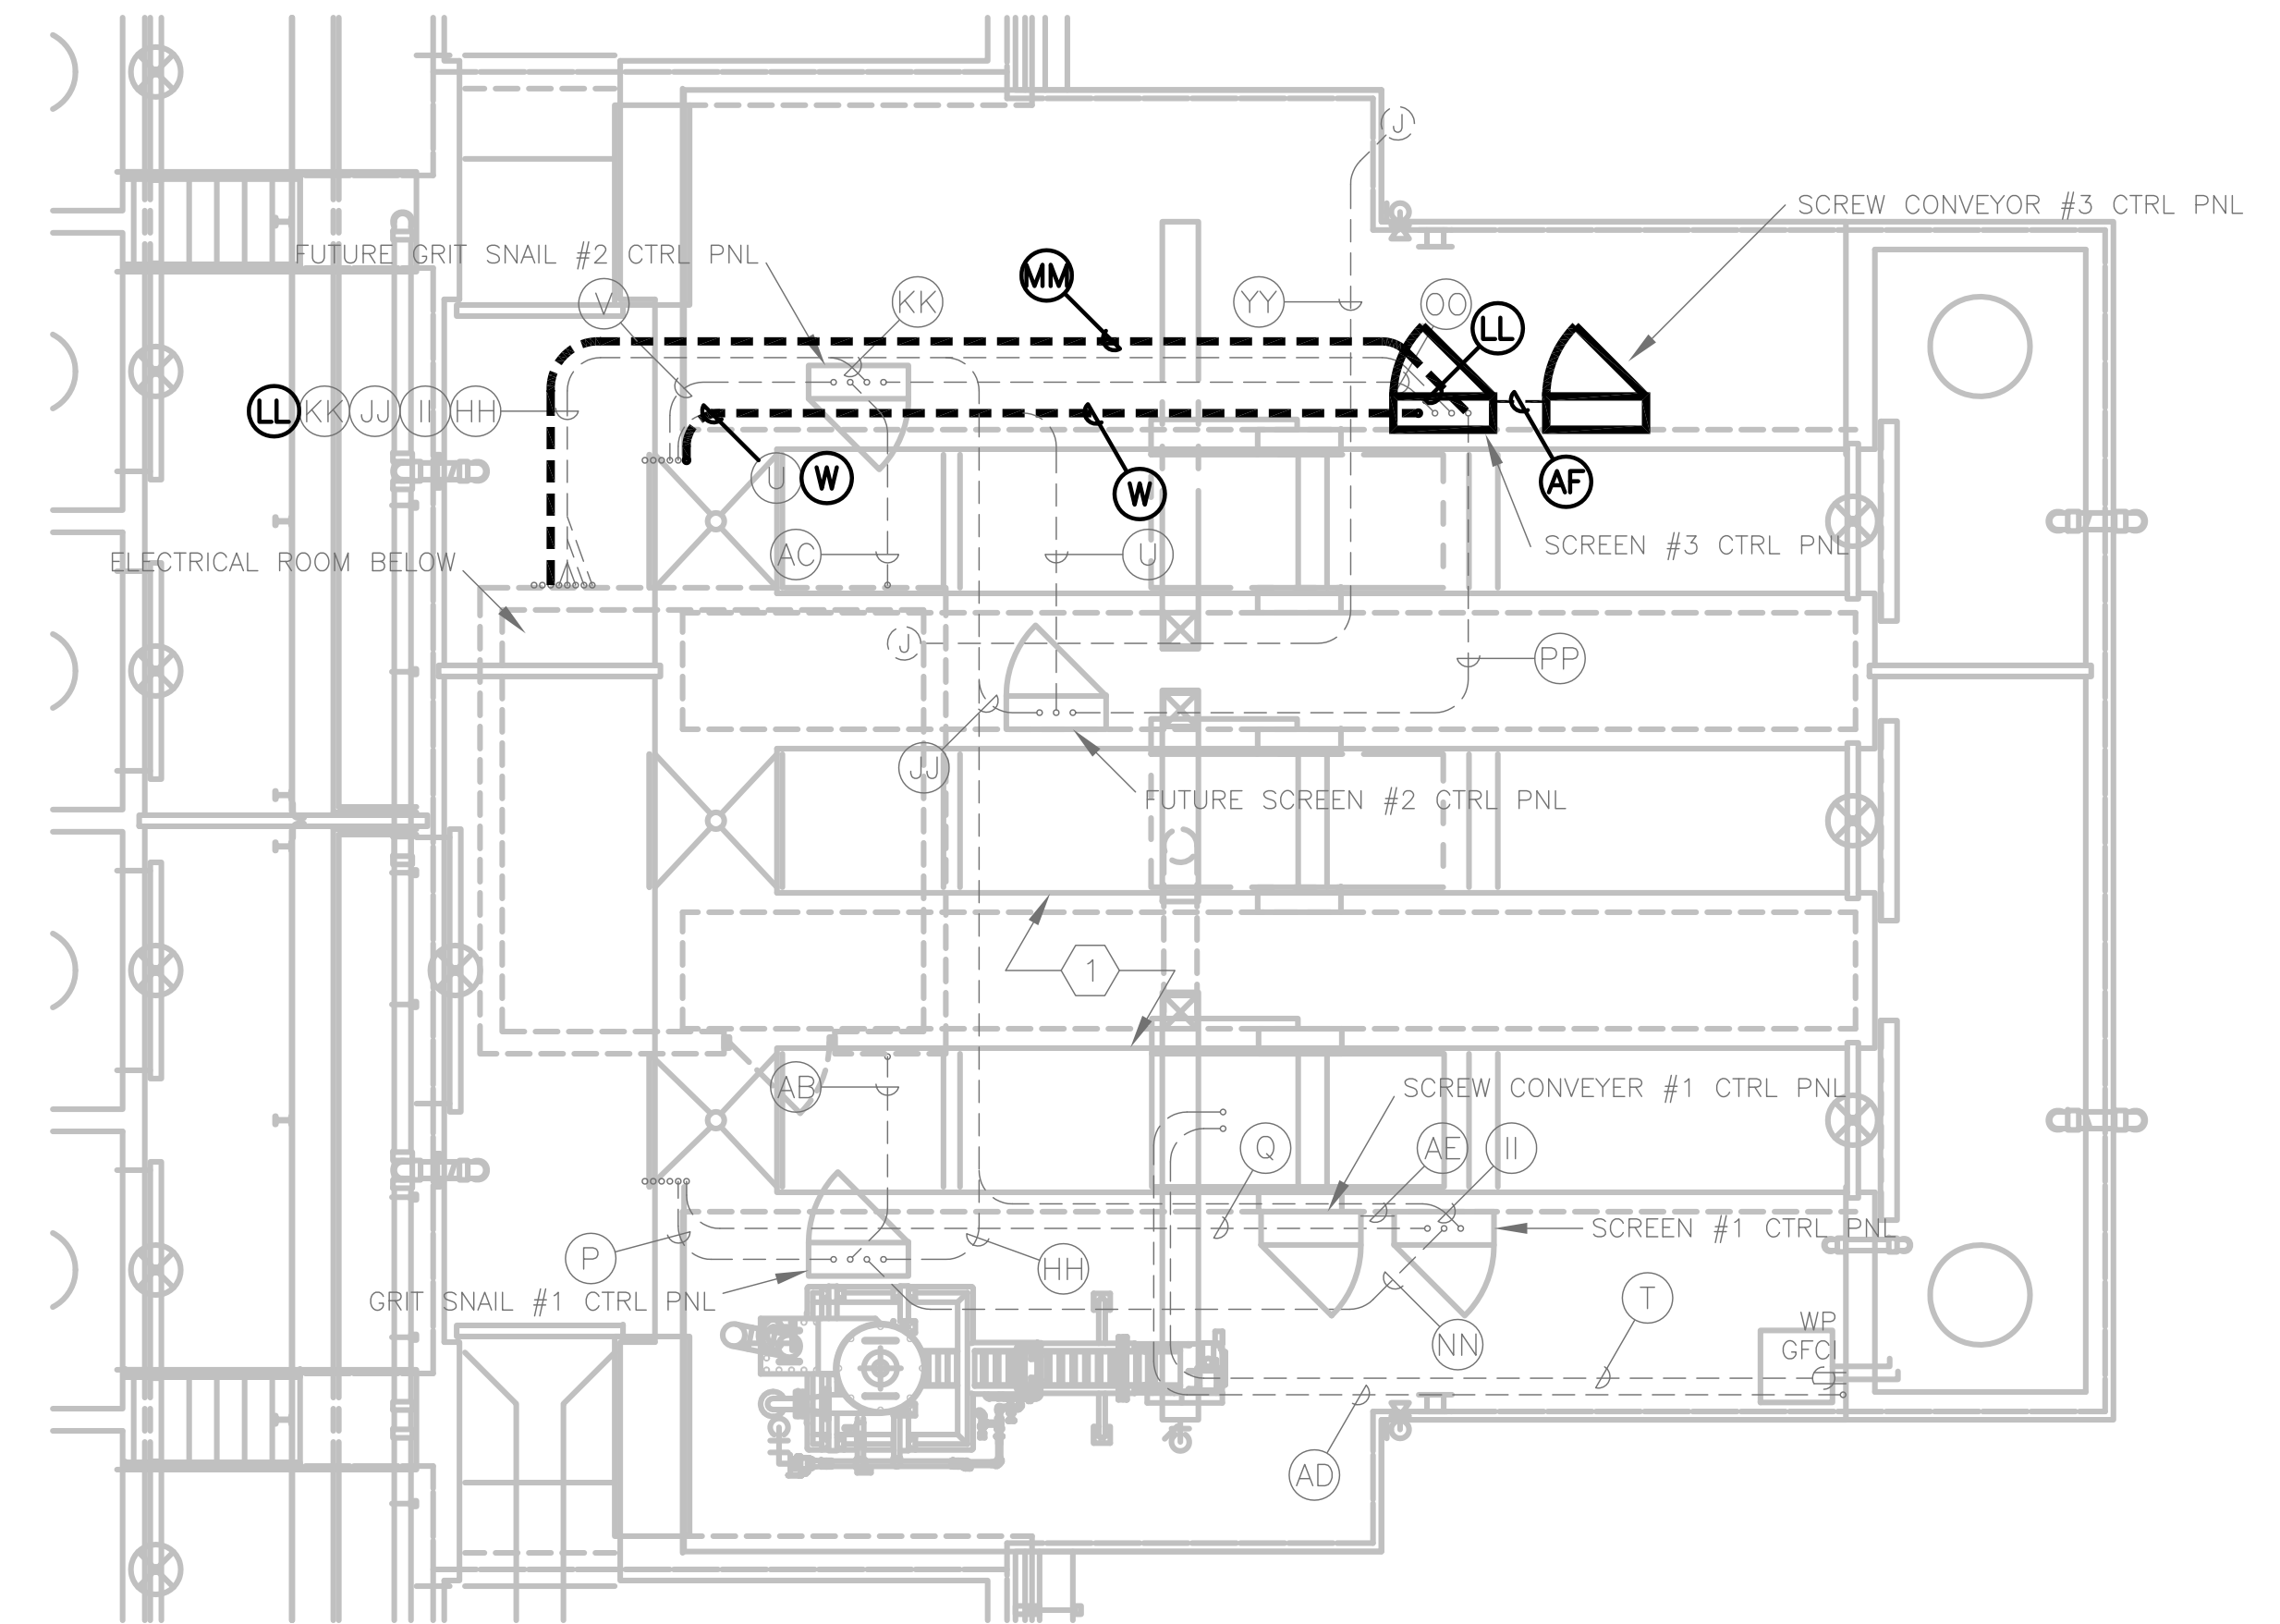 J
SCREW CONVEYOR #3 CTRL PNL
FUTURE GRIT SNAIL #2 CTRL PNL
MM
V
KK
YY
OO
LL
LL
KK
JJ
II
HH
U
W
W
AF
ELECTRICAL ROOM BELOW
AC
U
SCREEN #3 CTRL PNL
J
PP
JJ
FUTURE SCREEN #2 CTRL PNL
1
AB
SCREW CONVEYER #1 CTRL PNL
Q
AE
II
P
HH
SCREEN #1 CTRL PNL
GRIT SNAIL #1 CTRL PNL
T
WP
GFCI
NN
AD